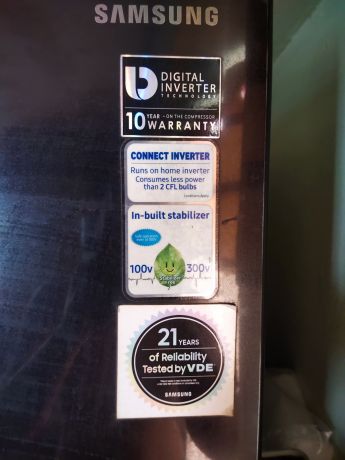 SAMSUNG
DIGITAL
INVERTER
TECHNOLOGY
10 YEAR - ON THE COMPRESSOR
WARRANTY
CONNECT INVERTER
Runs on home inverter
Consumes less power
than 2 CFL bulbs
In-built stabilizer
100v
300v
Stabilizer
21 YEARS
of Reliability
Tested by VDE
SAMSUNG